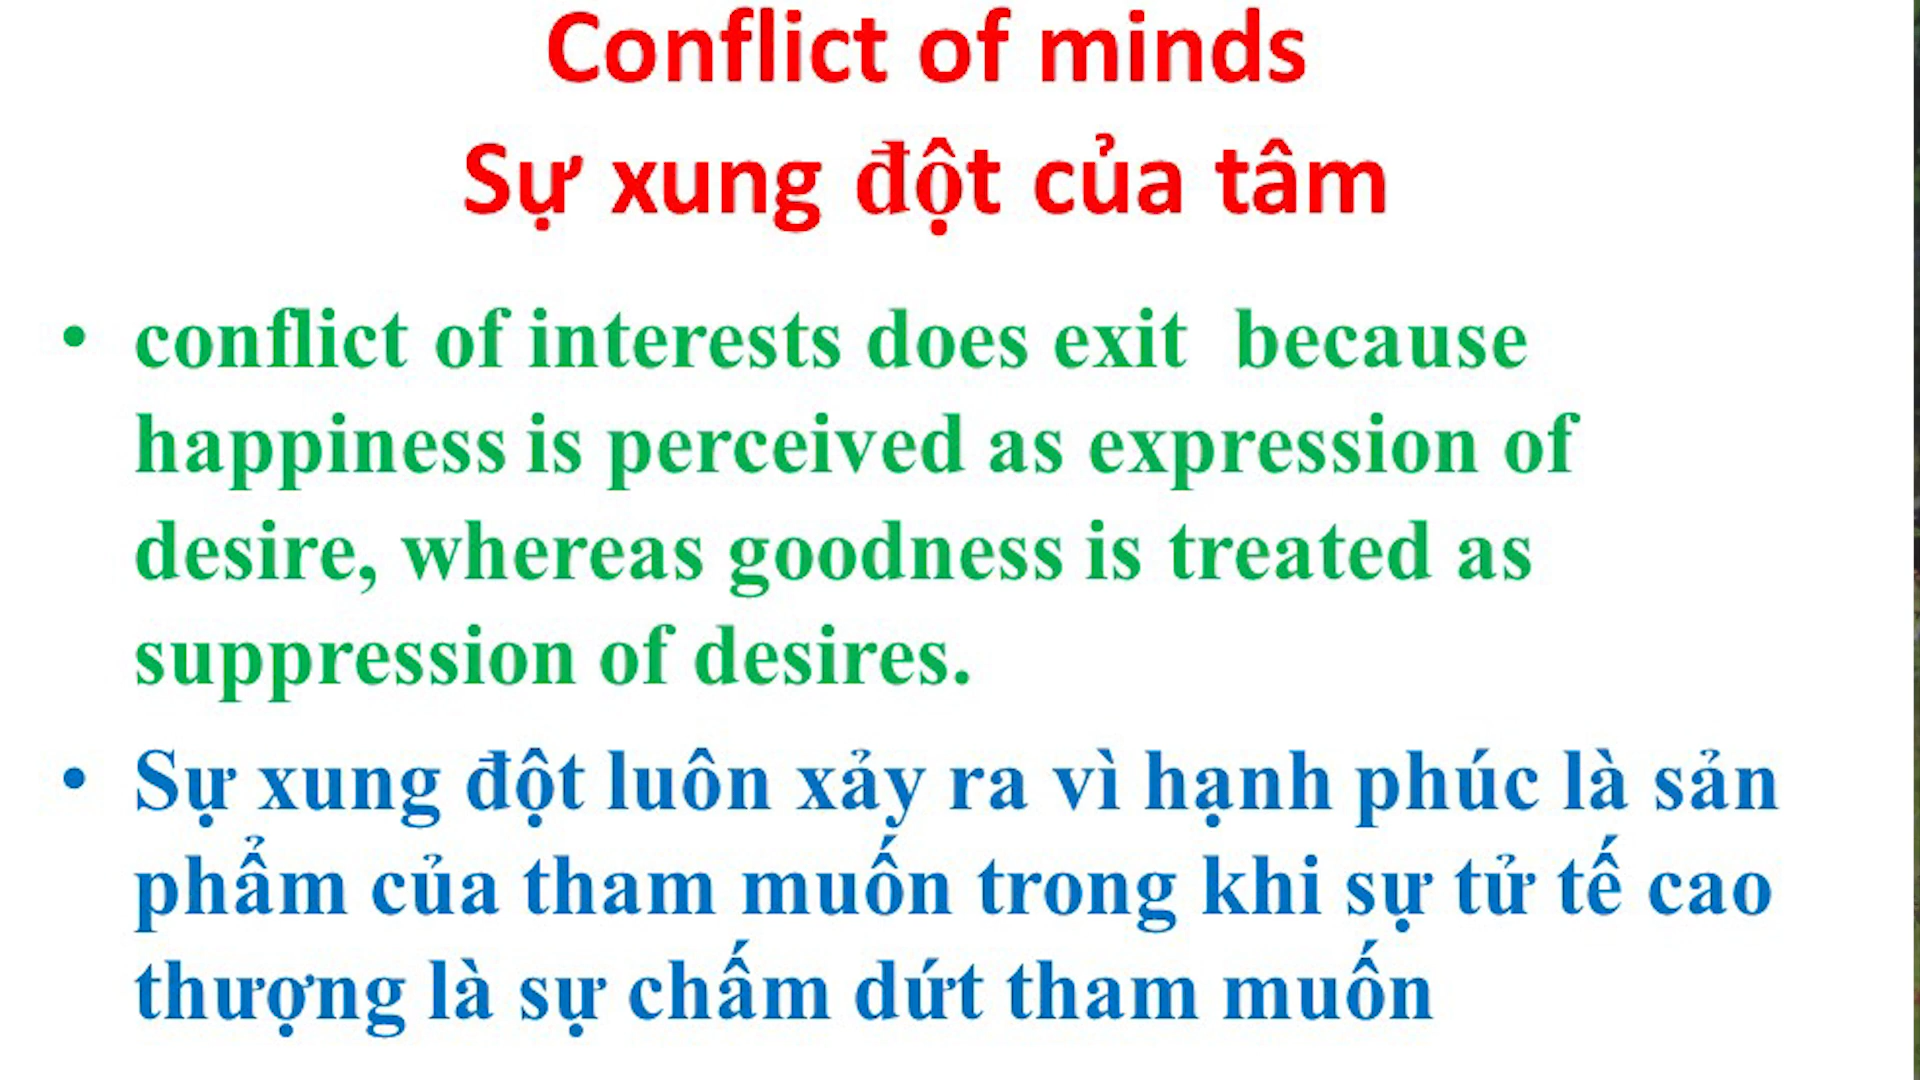 Conflict of minds
Sự xung đột của tâm
• conflict of interests does exit  because
happiness is perceived as expression of
desire, whereas goodness is treated as
suppression of desires.
• Sự xung đột luôn xảy ra vì hạnh phúc là sản
phẩm của tham muốn trong khi sự tử tế cao
thượng là sự chấm dứt tham muốn